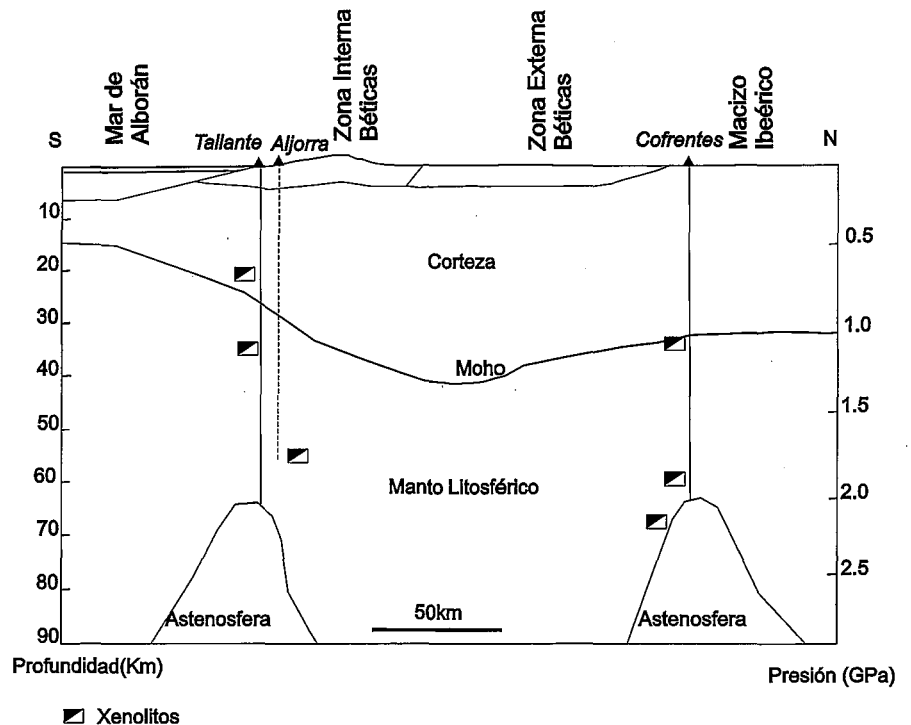 S
Mar de
Alborán
Tallante
Aljorra
Zona Interna
Béticas
Zona Externa
Béticas
Cofrentes
Macizo
Ibeérico
N
10
20
30
40
50
60
70
80
90
0.5
1.0
1.5
2.0
2.5
Corteza
Moho
Manto Litosférico
Astenosfera
50km
Astenosfera
Profundidad(Km)
Presión (GPa)
Xenolitos